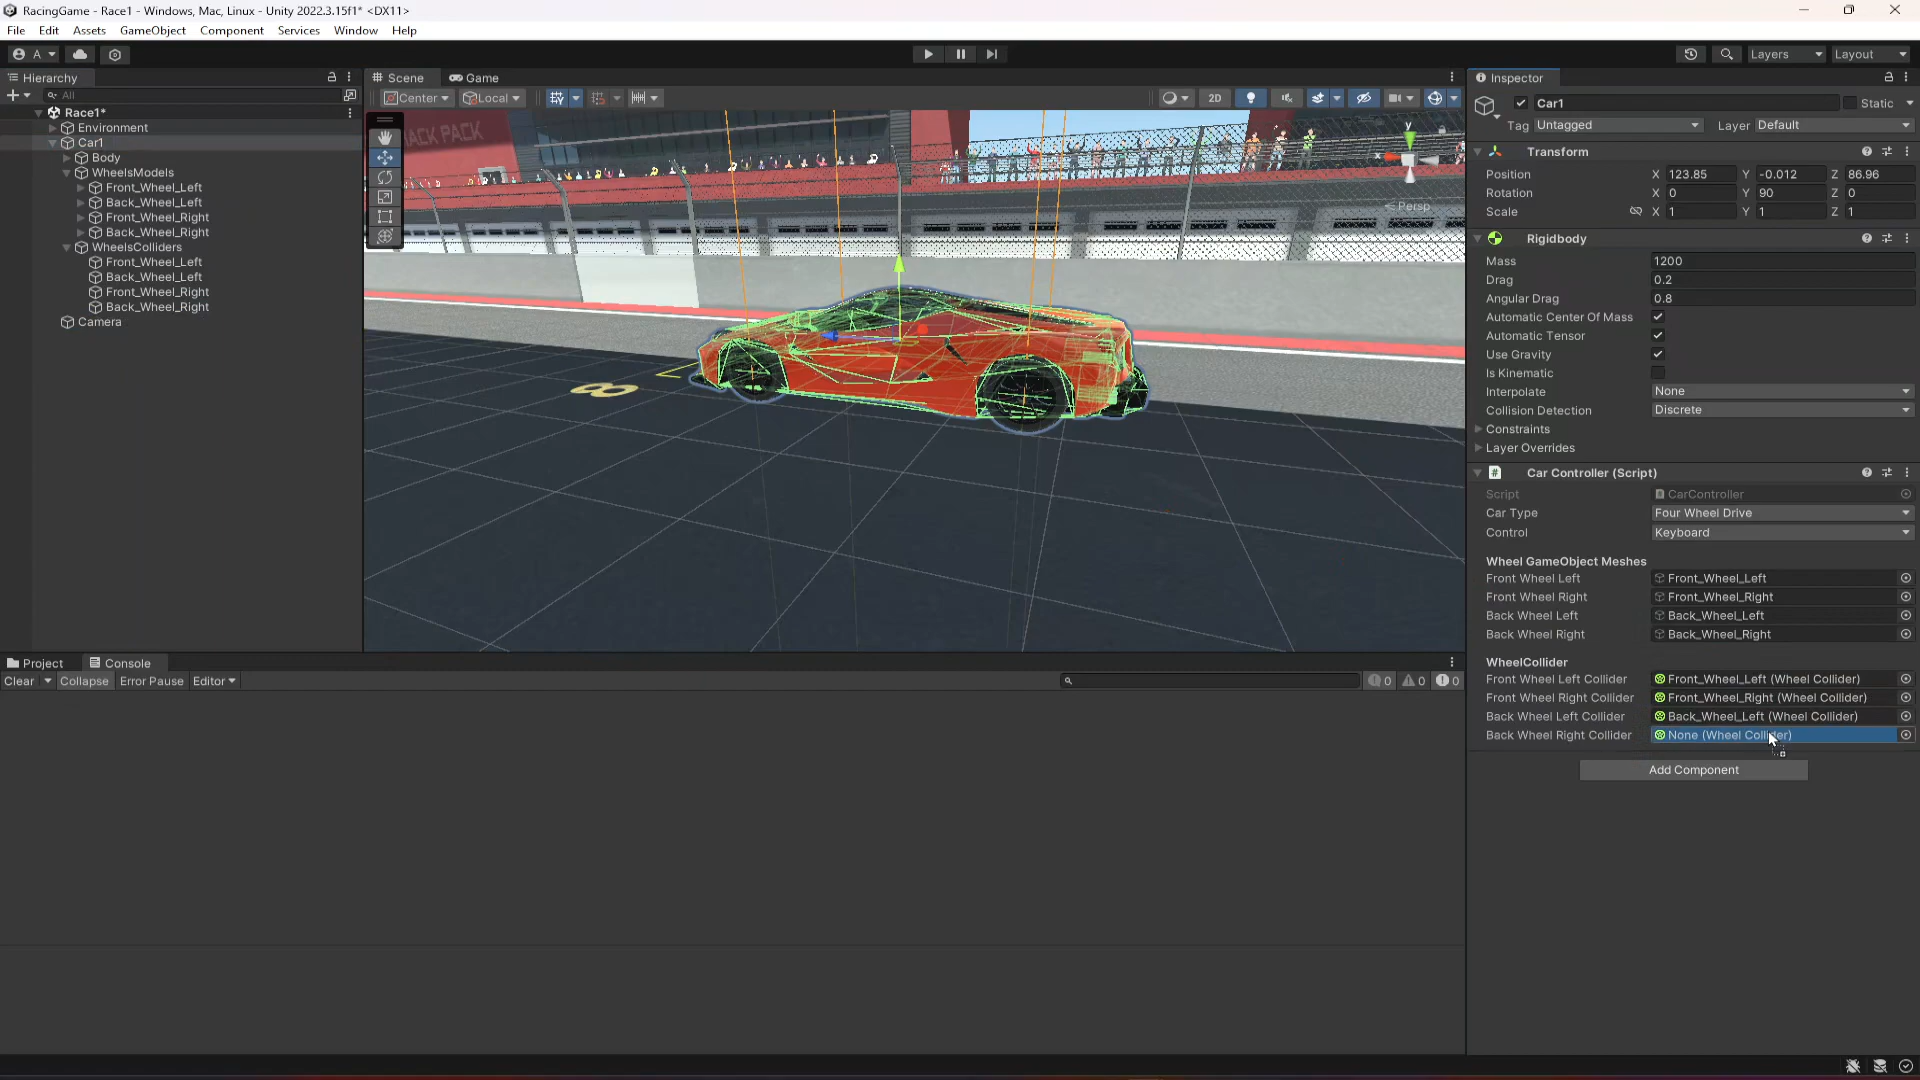 RacingGame - Race1 - Windows, Mac, Linux - Unity 2022.3.15f1* <DX11>
File Edit Assets GameObject Component Services Window Help
A
Layers
Layout
Hierarchy
Scene
Game
Inspector
All
Center
Local
2D
Race1*
Environment
Car1
Body
WheelsModels
Front_Wheel_Left
Back_Wheel_Left
Front_Wheel_Right
Back_Wheel_Right
WheelsColliders
Front_Wheel_Left
Back_Wheel_Left
Front_Wheel_Right
Back_Wheel_Right
Camera
ACK PACK
y
x
Persp
8
Car1
Static
Tag Untagged
Layer Default
Transform
Position X 123.85 Y -0.012 Z 86.96
Rotation X 0 Y 90 Z 0
Scale X 1 Y 1 Z 1
Rigidbody
Mass 1200
Drag 0.2
Angular Drag 0.8
Automatic Center Of Mass
Automatic Tensor
Use Gravity
Is Kinematic
Interpolate None
Collision Detection Discrete
Constraints
Layer Overrides
Car Controller (Script)
Script CarController
Car Type Four Wheel Drive
Control Keyboard
Wheel GameObject Meshes
Front Wheel Left Front_Wheel_Left
Front Wheel Right Front_Wheel_Right
Back Wheel Left Back_Wheel_Left
Back Wheel Right Back_Wheel_Right
WheelCollider
Front Wheel Left Collider Front_Wheel_Left (Wheel Collider)
Front Wheel Right Collider Front_Wheel_Right (Wheel Collider)
Back Wheel Left Collider Back_Wheel_Left (Wheel Collider)
Back Wheel Right Collider None (Wheel Collider)
Add Component
Project
Console
Clear Collapse Error Pause Editor
0 0 0